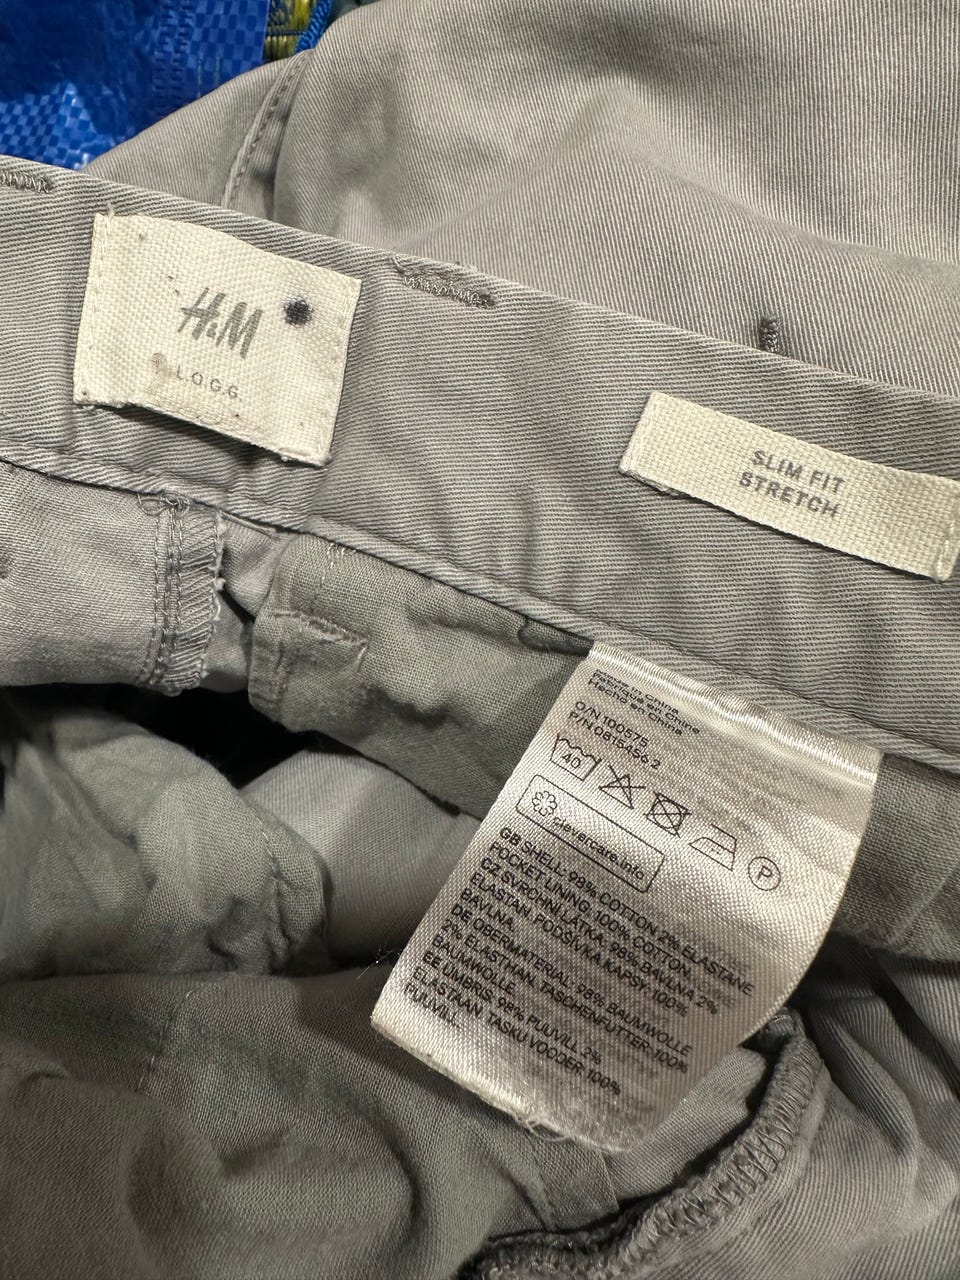 H&M
L.O.G.G.
SLIM FIT
STRETCH
Made in China
Fabriqué en Chine
Hecho en China
O/N 100575
P/N 0815456 2
40
P
clevercare.info
GB SHELL: 98% COTTON 2% ELASTANE
POCKET LINING. 100% COTTON.
CZ SVRCHNI LÁTKA: 98% BAVLNA 2%
ELASTAN. PODŠÍVKA KAPSY: 100%
BAVLNA.
DE OBERMATERIAL: 98% BAUMWOLLE
2% ELASTHAN. TASCHENFUTTER: 100%
BAUMWOLLE.
EE UMBRIS: 98% PUUVILL 2%
ELASTAAN. TASKU VOODER: 100%
PUUVILL.